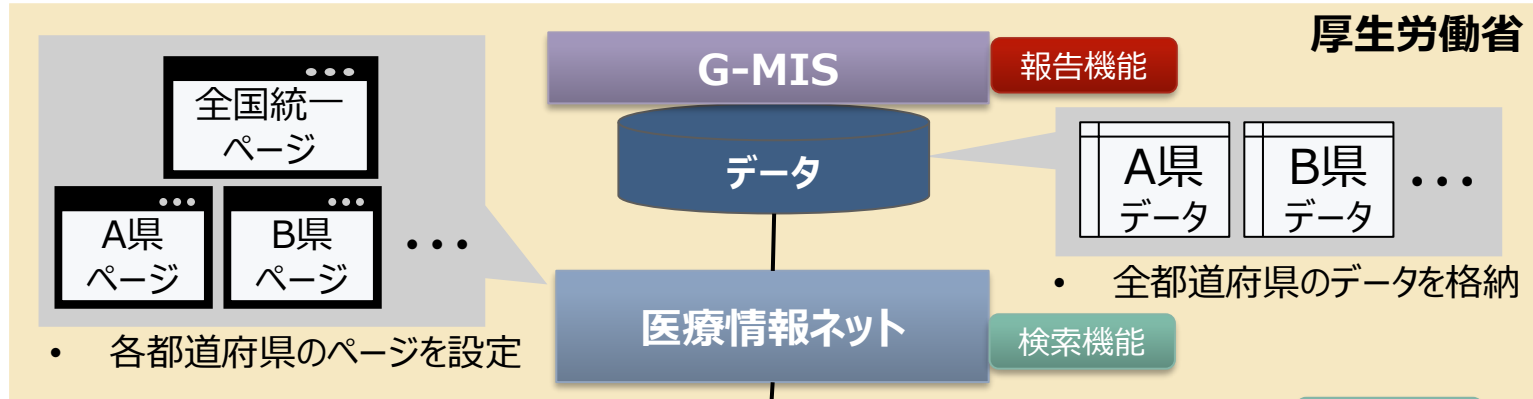 厚生労働省
G-MIS
報告機能
全国統一
ページ
データ
A県
データ
B県
データ
・・・
A県
ページ
B県
ページ
・・・
• 全都道府県のデータを格納
医療情報ネット
検索機能
• 各都道府県のページを設定